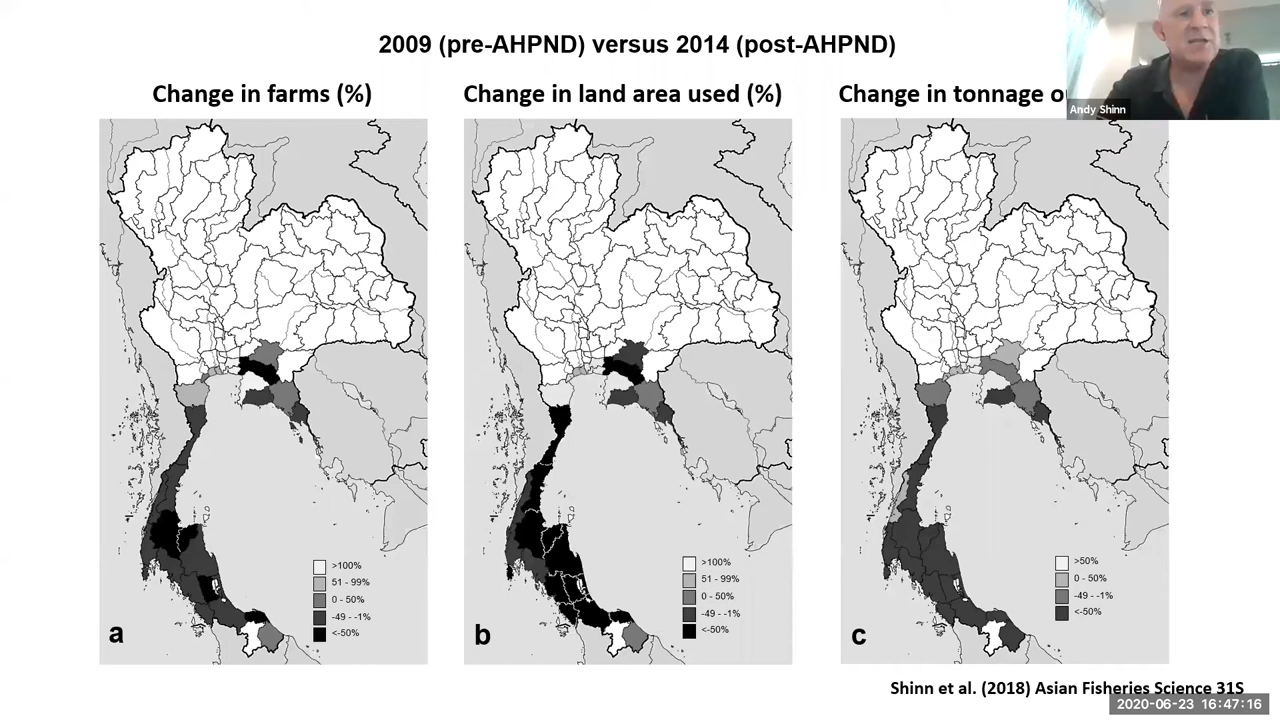 2009 (pre-AHPND) versus 2014 (post-AHPND)
Andy Shinn
Change in farms (%)
Change in land area used (%)
Change in tonnage
>100%
51 - 99%
0 - 50%
-49 - -1%
<-50%
a
>100%
51 - 99%
0 - 50%
-49 - -1%
<-50%
b
>50%
0 - 50%
-49 - -1%
<-50%
c
Shinn et al. (2018) Asian Fisheries Science 31S
2020-06-23 16:47:16